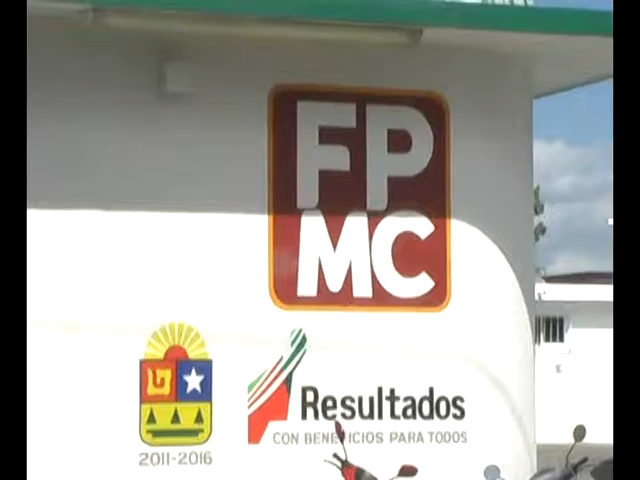 FP
MC
Resultados
CON BENEFICIOS PARA TODOS
2011-2016